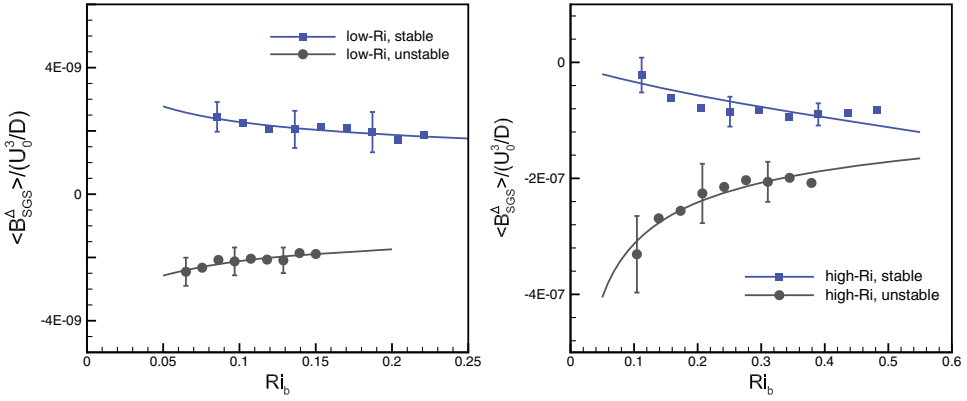 <B^Δ_SGS>/(U_0^3/D)
4E-09
0
-4E-09
low-Ri, stable
low-Ri, unstable
0 0.05 0.1 0.15 0.2 0.25
Ri_b
<B^Δ_SGS>/(U_0^3/D)
0
-2E-07
-4E-07
high-Ri, stable
high-Ri, unstable
0 0.1 0.2 0.3 0.4 0.5 0.6
Ri_b